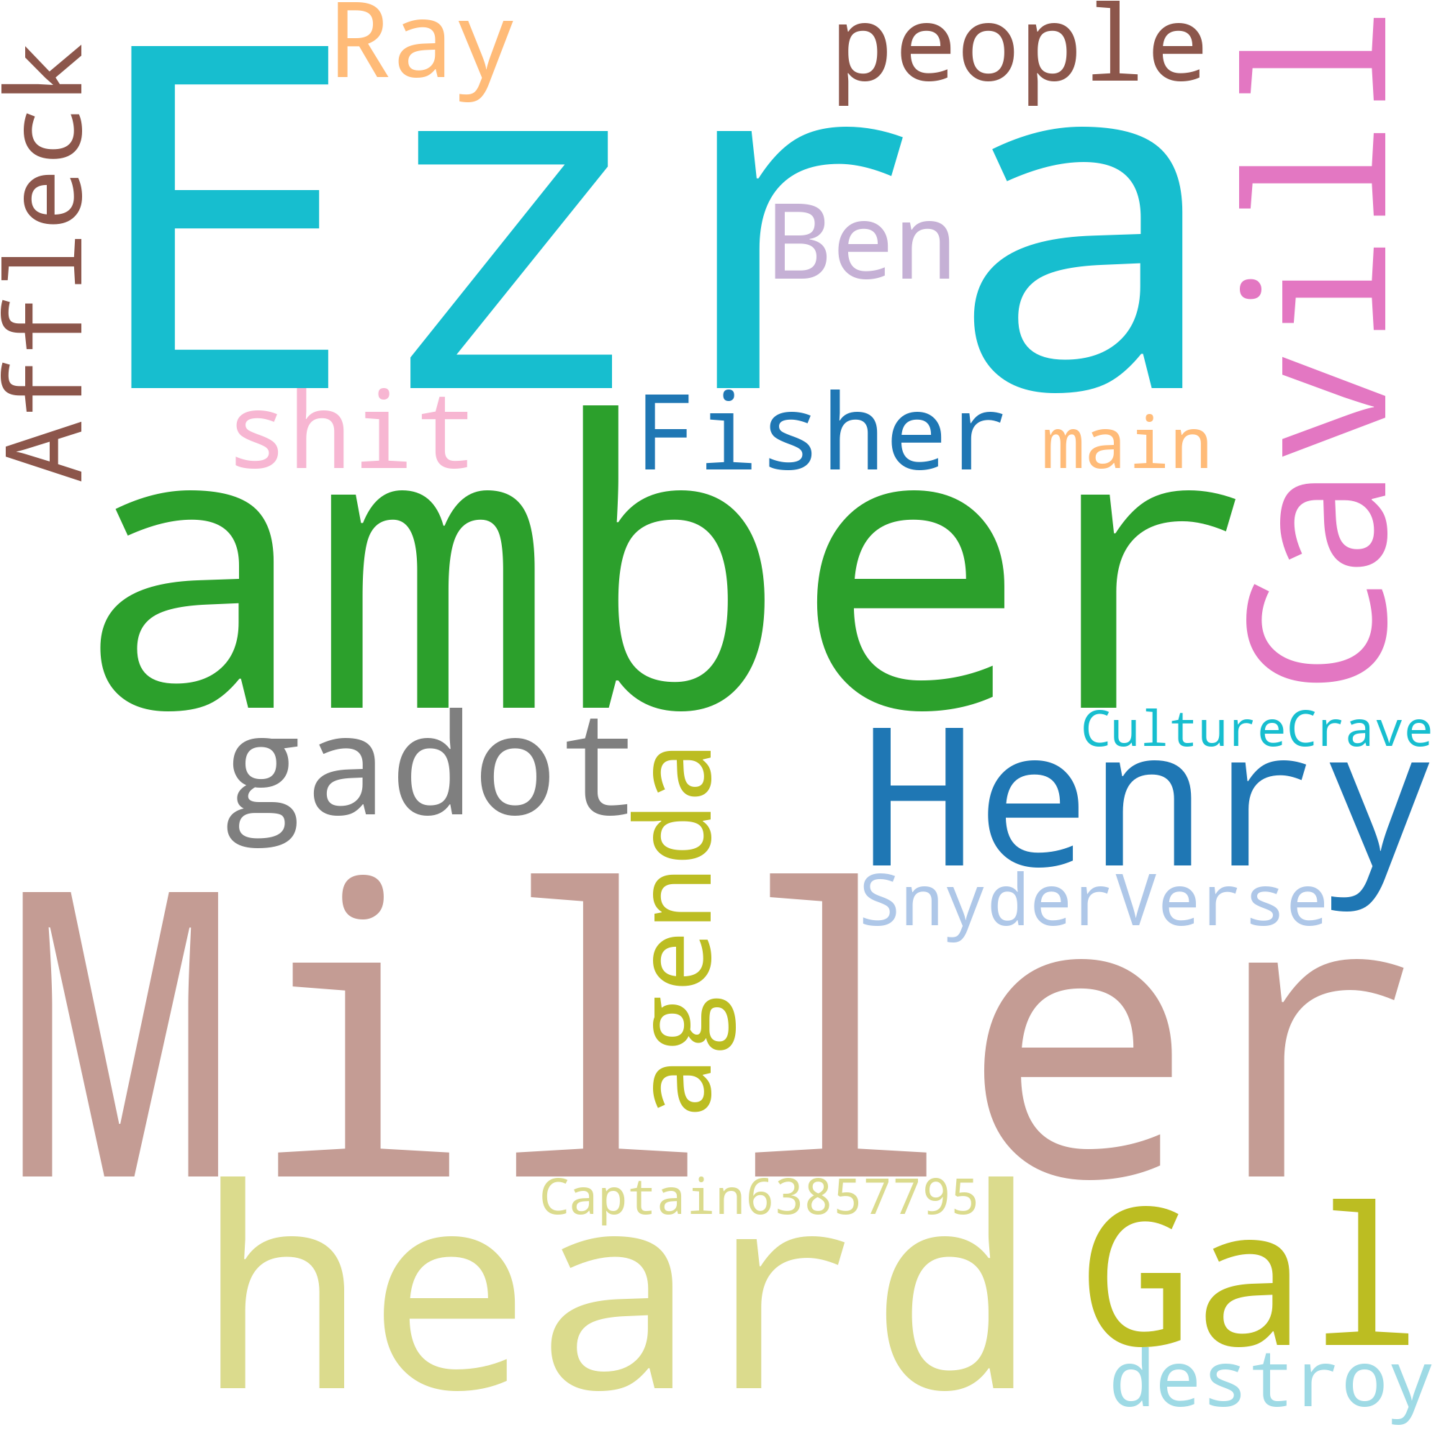 Ray
people
Affleck
Ezra
Cavill
Ben
shit
Fisher
main
amber
gadot
CultureCrave
Henry
agenda
SnyderVerse
Miller
Captain63857795
heard
Gal
destroy